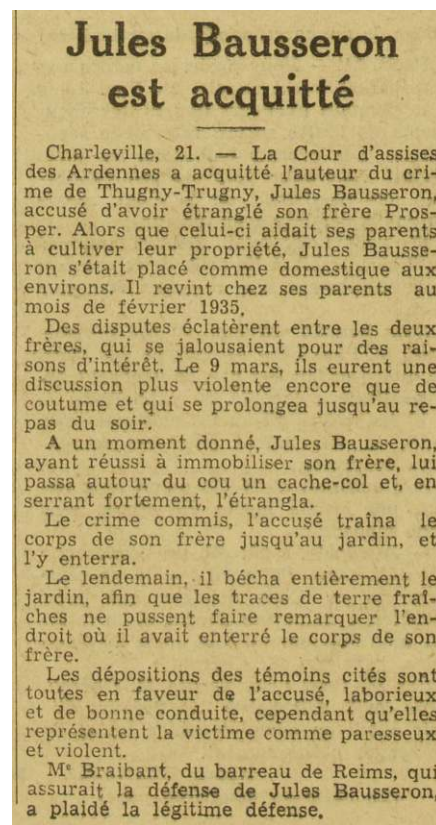 Jules Bausseron
est acquitté
Charleville, 21. — La Cour d'assises
des Ardennes a acquitté l'auteur du cri-
me de Thugny-Trugny, Jules Bausseron,
accusé d'avoir étranglé son frère Pros-
per. Alors que celui-ci aidait ses parents
à cultiver leur propriété, Jules Bausse-
ron s'était placé comme domestique aux
environs. Il revint chez ses parents au
mois de février 1935.
Des disputes éclatèrent entre les deux
frères, qui se jalousaient pour des rai-
sons d'intérêt. Le 9 mars, ils eurent une
discussion plus violente encore que de
coutume et qui se prolongea jusqu'au re-
pas du soir.
A un moment donné, Jules Bausseron,
ayant réussi à immobiliser son frère, lui
passa autour du cou un cache-col et, en
serrant fortement, l'étrangla.
Le crime commis, l'accusé traîna le
corps de son frère jusqu'au jardin, et
l'y enterra.
Le lendemain, il bécha entièrement le
jardin, afin que les traces de terre fraî-
ches ne pussent faire remarquer l'en-
droit où il avait enterré le corps de son
frère.
Les dépositions des témoins cités sont
toutes en faveur de l'accusé, laborieux
et de bonne conduite, cependant qu'elles
représentent la victime comme paresseux
et violent.
Mᵉ Braibant, du barreau de Reims, qui
assurait la défense de Jules Bausseron,
a plaidé la légitime défense.